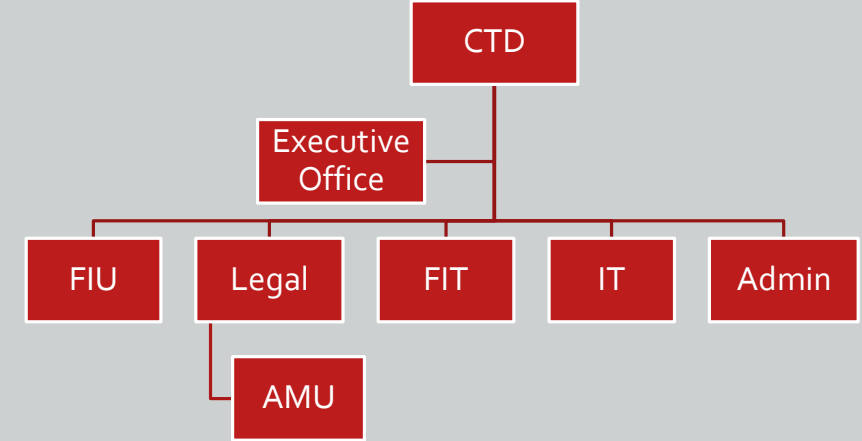 CTD
Executive
Office
FIU
Legal
FIT
IT
Admin
AMU